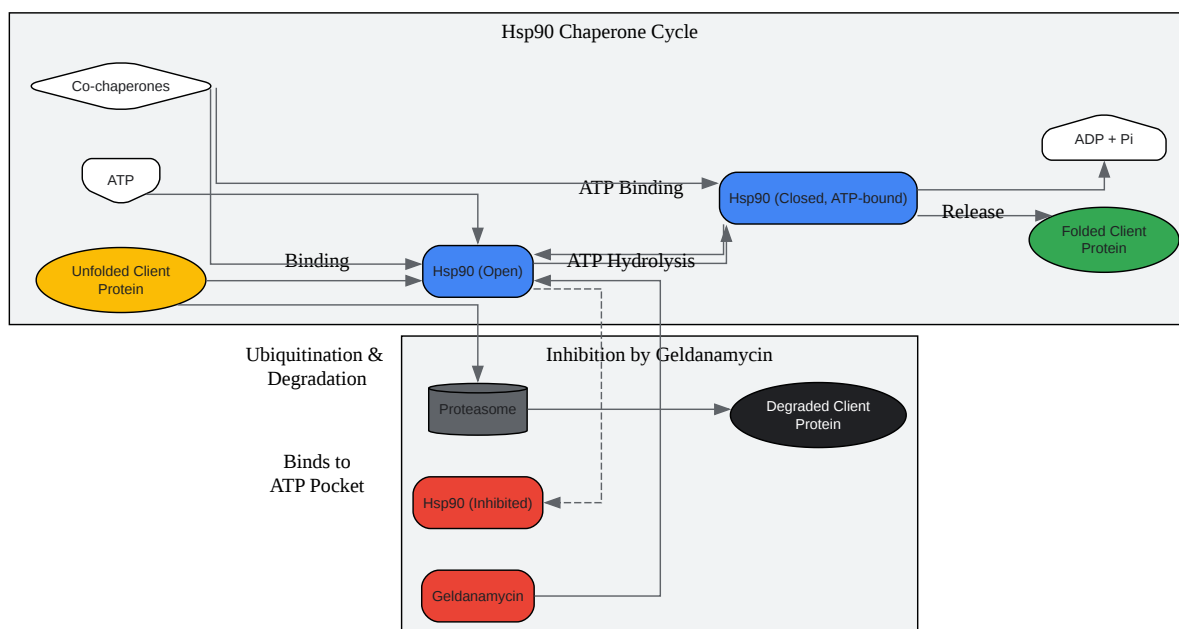 Hsp90 Chaperone Cycle
Co-chaperones
ADP + Pi
ATP
ATP Binding
Hsp90 (Closed, ATP-bound)
Release
Folded Client
Protein
Unfolded Client
Protein
Binding
Hsp90 (Open)
ATP Hydrolysis
Ubiquitination &
Degradation
Inhibition by Geldanamycin
Proteasome
Degraded Client
Protein
Binds to
ATP Pocket
Hsp90 (Inhibited)
Geldanamycin